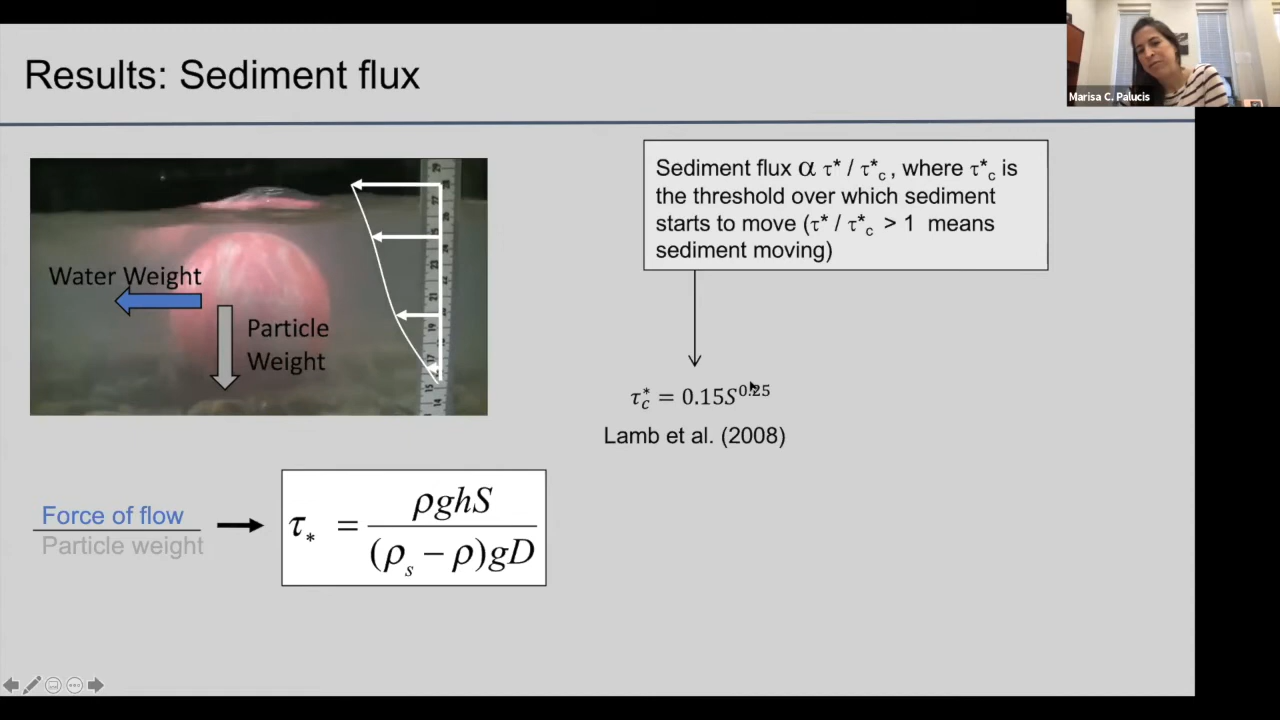 Results: Sediment flux
Marisa C. Palucis
Water Weight
Particle
Weight
Sediment flux α τ* / τ*c , where τ*c is
the threshold over which sediment
starts to move (τ* / τ*c > 1 means
sediment moving)
τ*c = 0.15S^0.25
Lamb et al. (2008)
Force of flow
Particle weight
τ* = ρghS / (ρs − ρ)gD